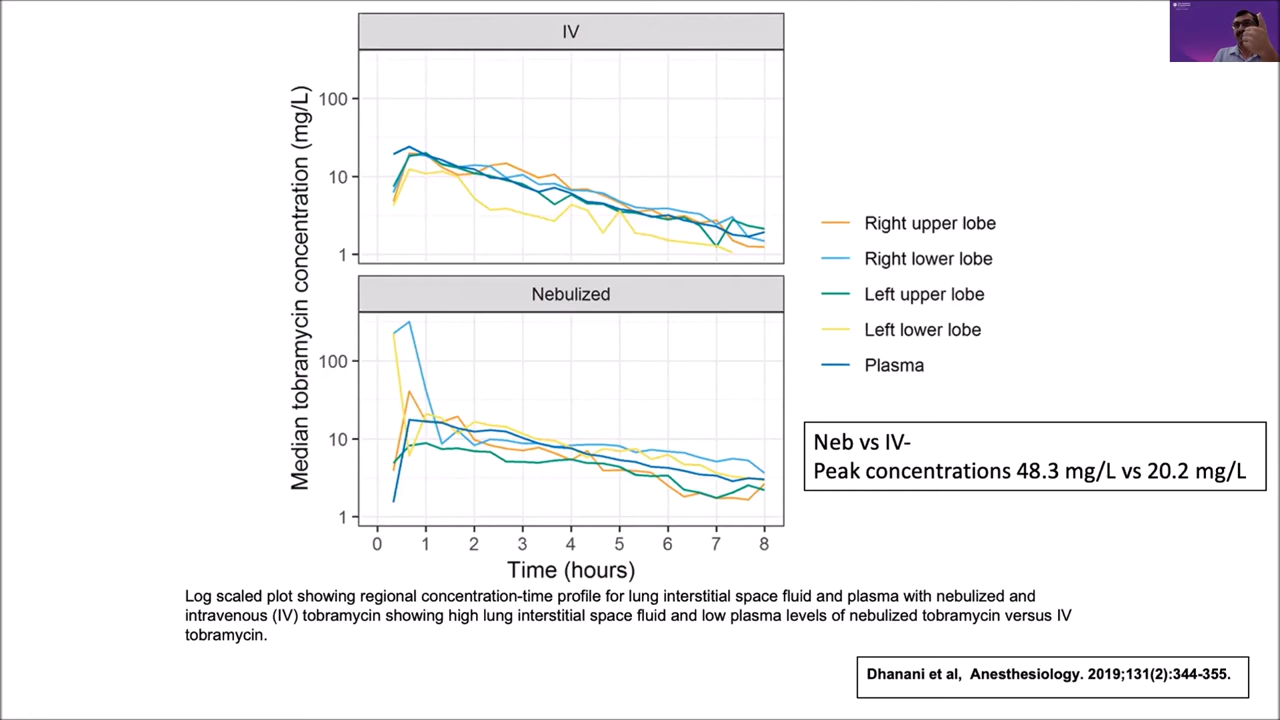 IV
Median tobramycin concentration (mg/L)
100
10
1
Nebulized
100
10
1
0 1 2 3 4 5 6 7 8
Time (hours)
Right upper lobe
Right lower lobe
Left upper lobe
Left lower lobe
Plasma
Neb vs IV-
Peak concentrations 48.3 mg/L vs 20.2 mg/L
Log scaled plot showing regional concentration-time profile for lung interstitial space fluid and plasma with nebulized and
intravenous (IV) tobramycin showing high lung interstitial space fluid and low plasma levels of nebulized tobramycin versus IV
tobramycin.
Dhanani et al, Anesthesiology. 2019;131(2):344-355.